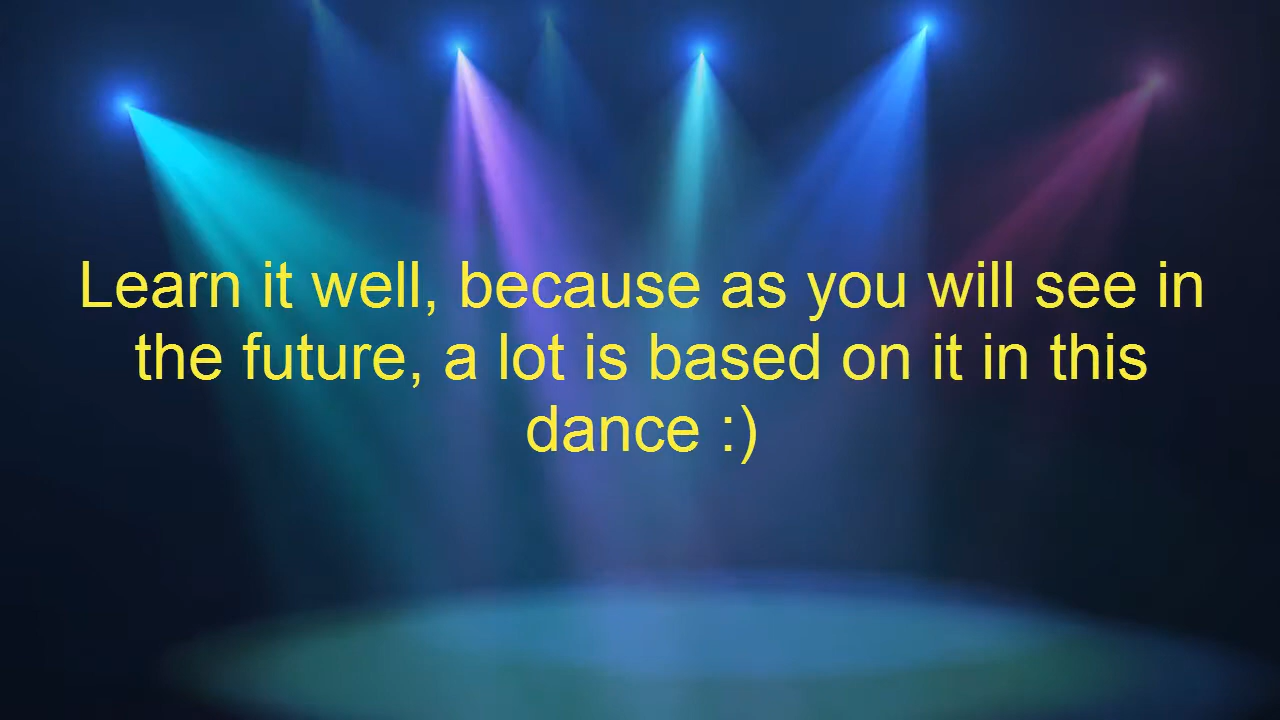 Learn it well, because as you will see in
the future, a lot is based on it in this
dance :)